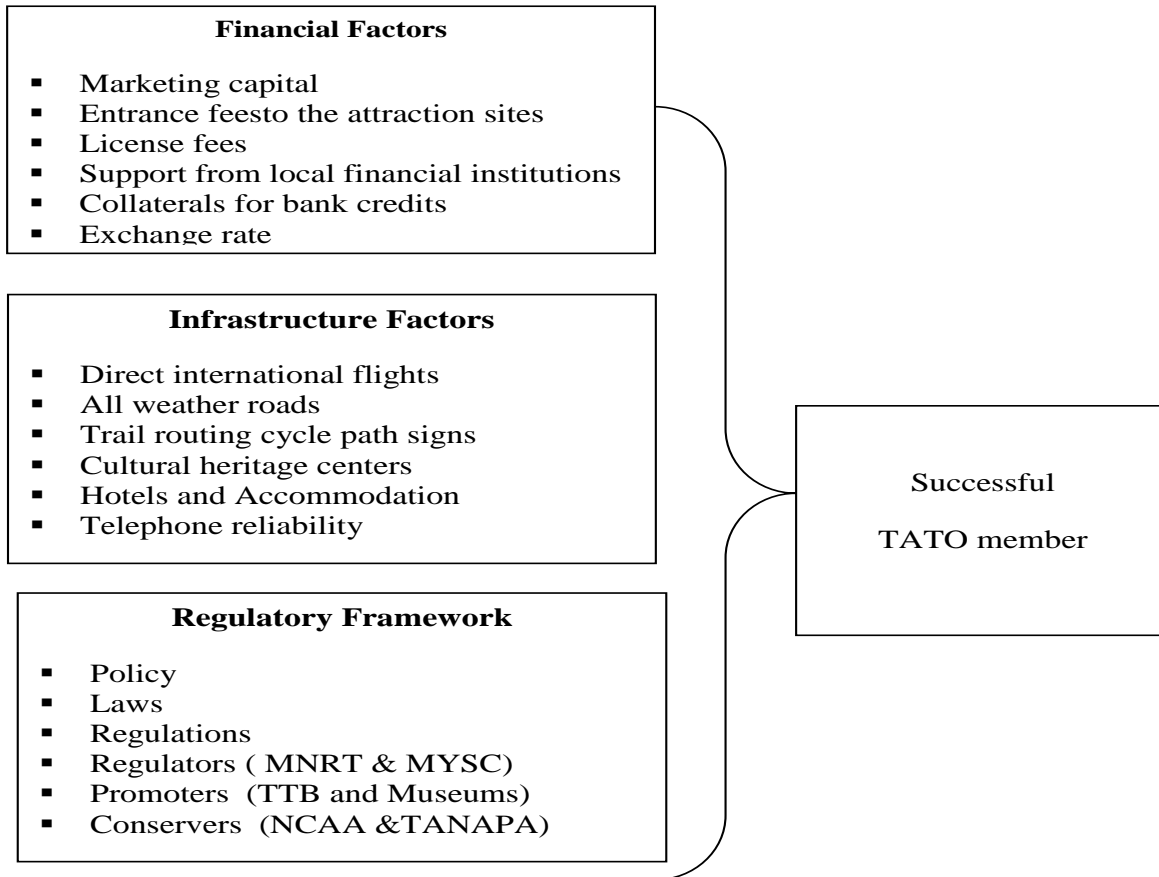 Financial Factors
▪ Marketing capital
▪ Entrance feesto the attraction sites
▪ License fees
▪ Support from local financial institutions
▪ Collaterals for bank credits
▪ Exchange rate
Infrastructure Factors
▪ Direct international flights
▪ All weather roads
▪ Trail routing cycle path signs
▪ Cultural heritage centers
▪ Hotels and Accommodation
▪ Telephone reliability
Regulatory Framework
▪ Policy
▪ Laws
▪ Regulations
▪ Regulators ( MNRT & MYSC)
▪ Promoters (TTB and Museums)
▪ Conservers (NCAA &TANAPA)
Successful
TATO member